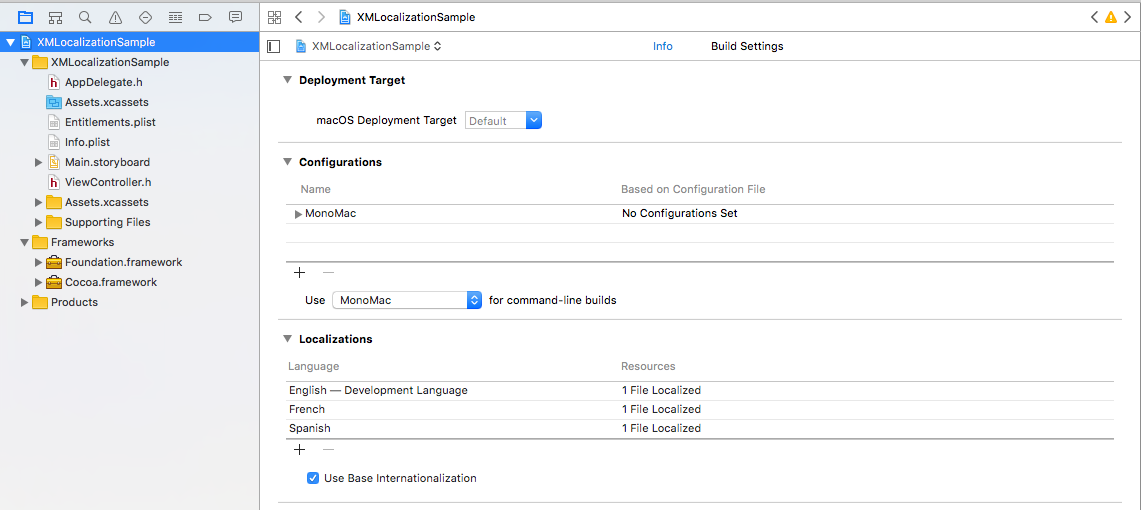 XMLocalizationSample
XMLocalizationSample
AppDelegate.h
Assets.xcassets
Entitlements.plist
Info.plist
Main.storyboard
ViewController.h
Assets.xcassets
Supporting Files
Frameworks
Foundation.framework
Cocoa.framework
Products
XMLocalizationSample
XMLocalizationSample Info Build Settings
Deployment Target
macOS Deployment Target Default
Configurations
Name Based on Configuration File
MonoMac No Configurations Set
Use MonoMac for command-line builds
Localizations
Language Resources
English — Development Language 1 File Localized
French 1 File Localized
Spanish 1 File Localized
Use Base Internationalization